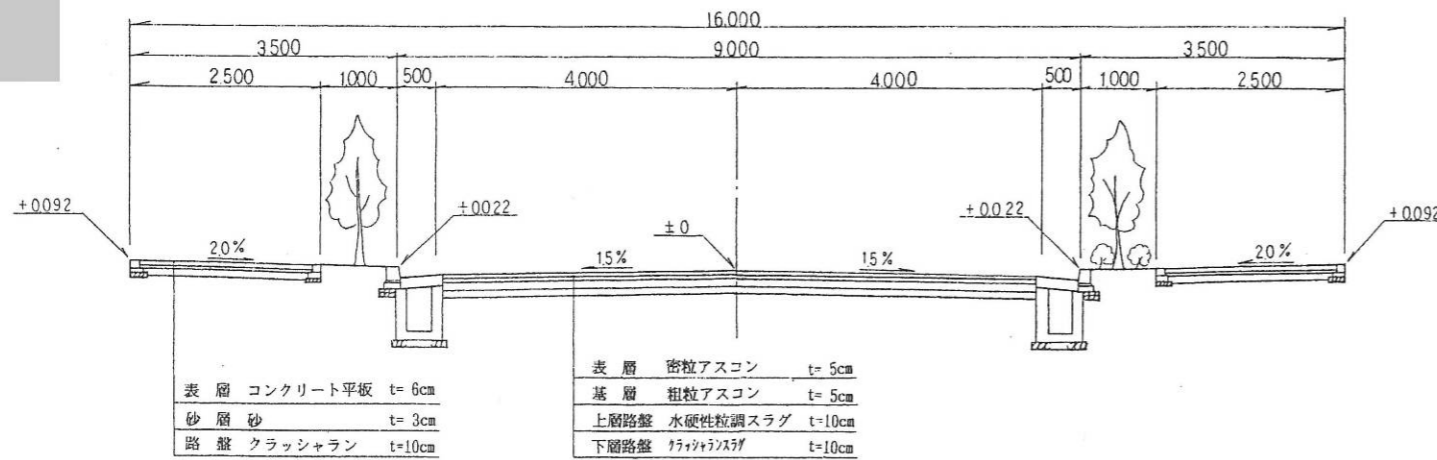 16.000
3.500 9.000 3.500
2.500 1.000 500 4.000 4.000 500 1.000 2.500
+0.092 +0.022 ±0 +0.022 +0.092
2.0% 1.5% 1.5% 2.0%
表層 密粒アスコン t= 5cm
基層 粗粒アスコン t= 5cm
上層路盤 水硬性粒調スラグ t=10cm
下層路盤 クラッシャランスラグ t=10cm
表層 コンクリート平板 t= 6cm
砂層 砂 t= 3cm
路盤 クラッシャラン t=10cm